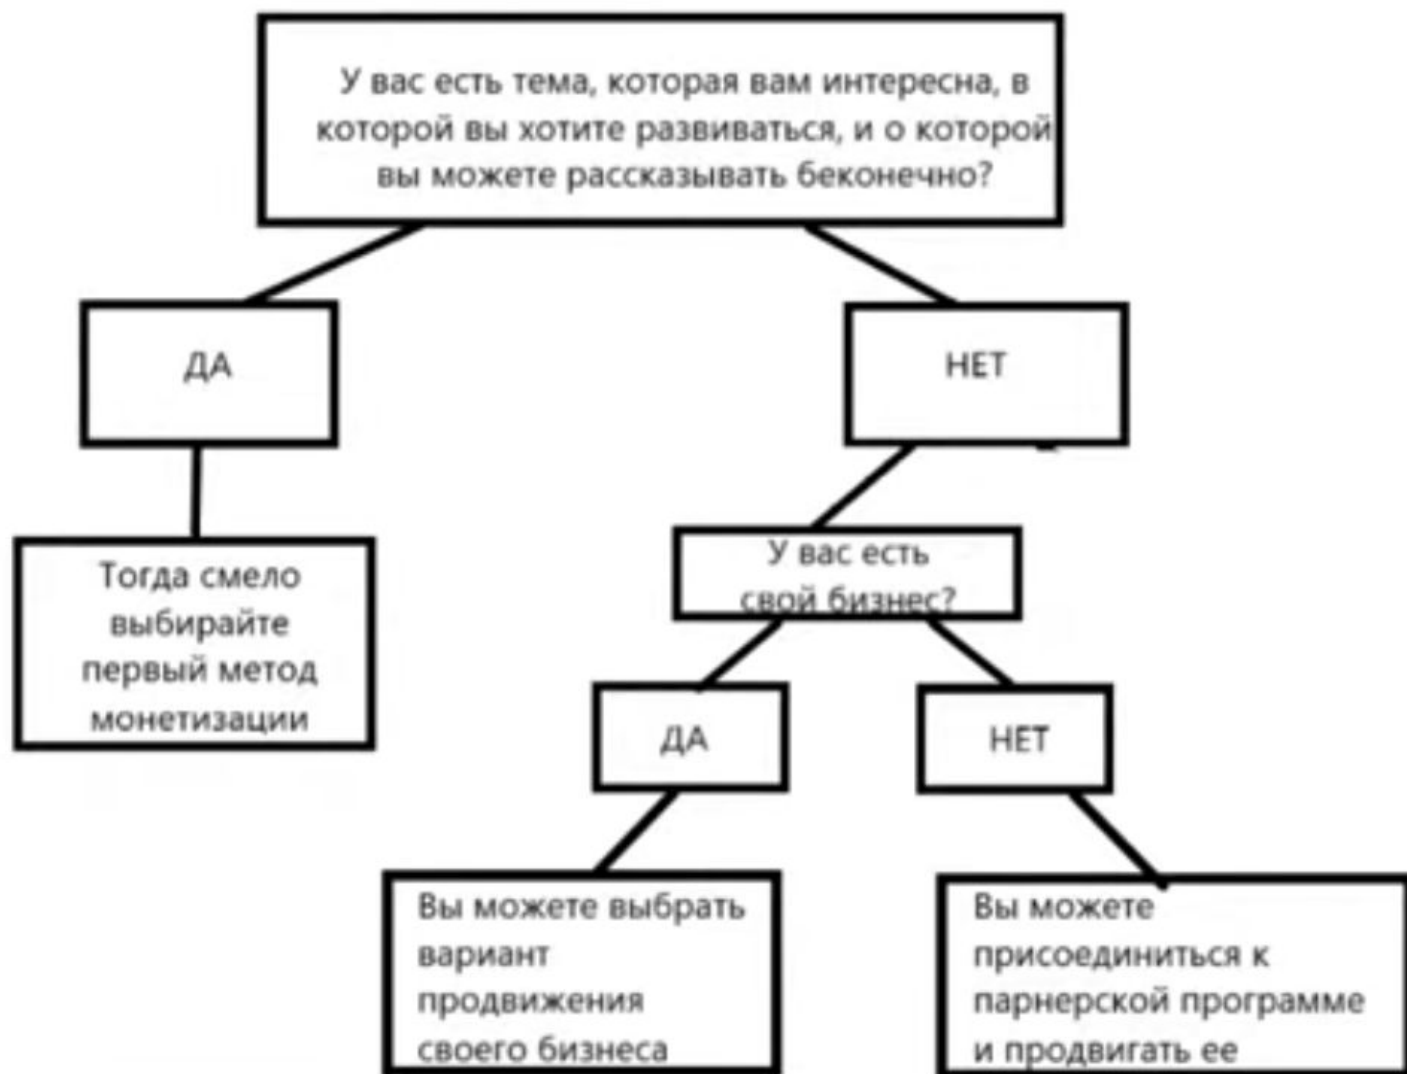 У вас есть тема, которая вам интересна, в
которой вы хотите развиваться, и о которой
вы можете рассказывать беконечно?
ДА
НЕТ
Тогда смело
выбирайте
первый метод
монетизации
У вас есть
свой бизнес?
ДА
НЕТ
Вы можете выбрать
вариант
продвижения
своего бизнеса
Вы можете
присоединиться к
парнерской программе
и продвигать ее